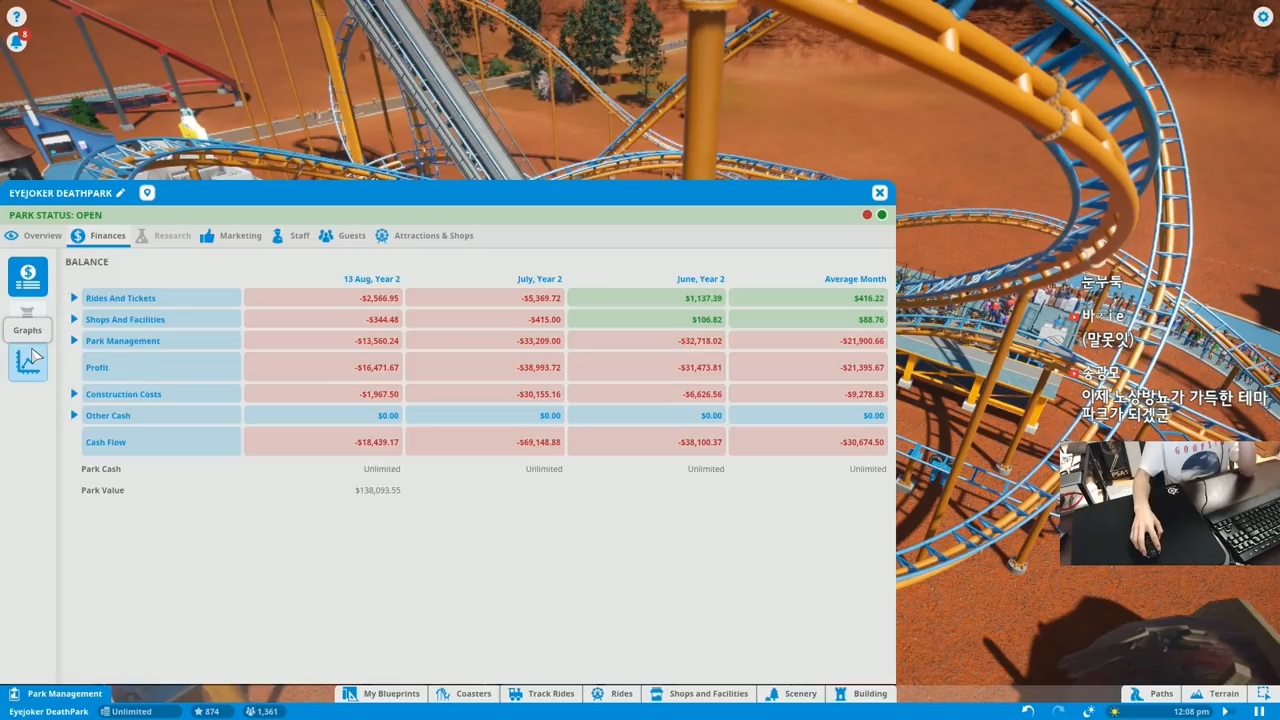 8
EYEJOKER DEATHPARK
PARK STATUS: OPEN
Overview Finances Research Marketing Staff Guests Attractions & Shops
BALANCE
13 Aug, Year 2 July, Year 2 June, Year 2 Average Month
Rides And Tickets -$2,566.95 -$5,369.72 $1,137.39 $416.22
Shops And Facilities -$344.48 -$415.00 $106.82 $88.76
Graphs
Park Management -$13,560.24 -$33,209.00 -$32,718.02 -$21,900.66
Profit -$16,471.67 -$38,993.72 -$31,473.81 -$21,395.67
Construction Costs -$1,967.50 -$30,155.16 -$6,626.56 -$9,278.83
Other Cash $0.00 $0.00 $0.00 $0.00
Cash Flow -$18,439.17 -$69,148.88 -$38,100.37 -$30,674.50
Park Cash Unlimited Unlimited Unlimited Unlimited
Park Value $138,093.55
눈부둑
(말못잇)
송광모
이제 노상방뇨가 가득한 테마
파크가 되겠군
Park Management My Blueprints Coasters Track Rides Rides Shops and Facilities Scenery Building Paths Terrain
Eyejoker DeathPark Unlimited 874 1,361 12:08 pm